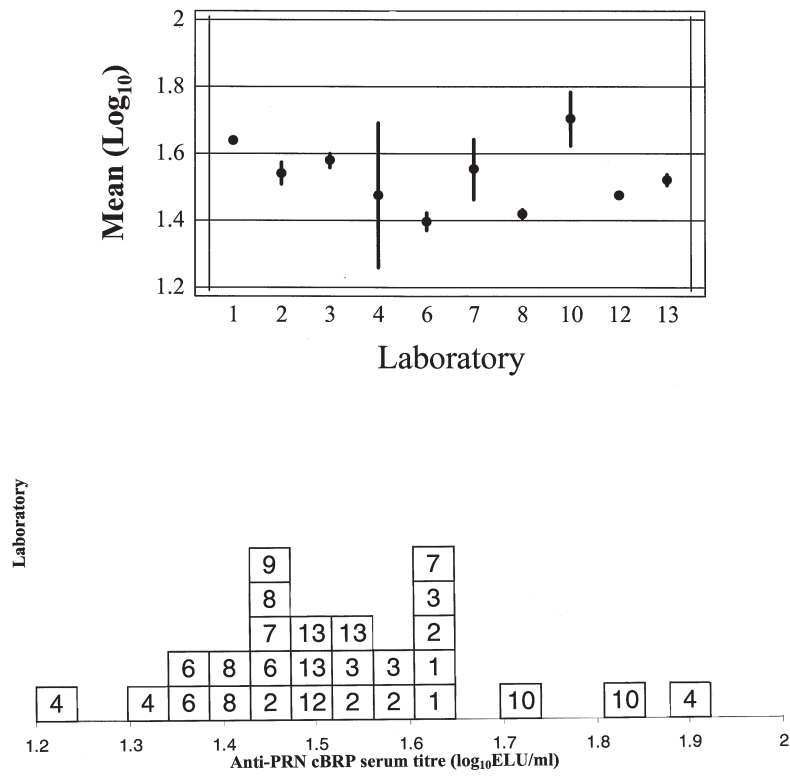 2
1.8
1.6
1.4
1.2
Mean (Log10)
1 2 3 4 6 7 8 10 12 13
Laboratory
Laboratory
9 7
8 3
7 13 13 2
6 8 6 13 3 3 1
4 4 6 8 2 12 2 2 1 10 10 4
1.2 1.3 1.4 1.5 1.6 1.7 1.8 1.9 2
Anti-PRN cBRP serum titre (log10ELU/ml)